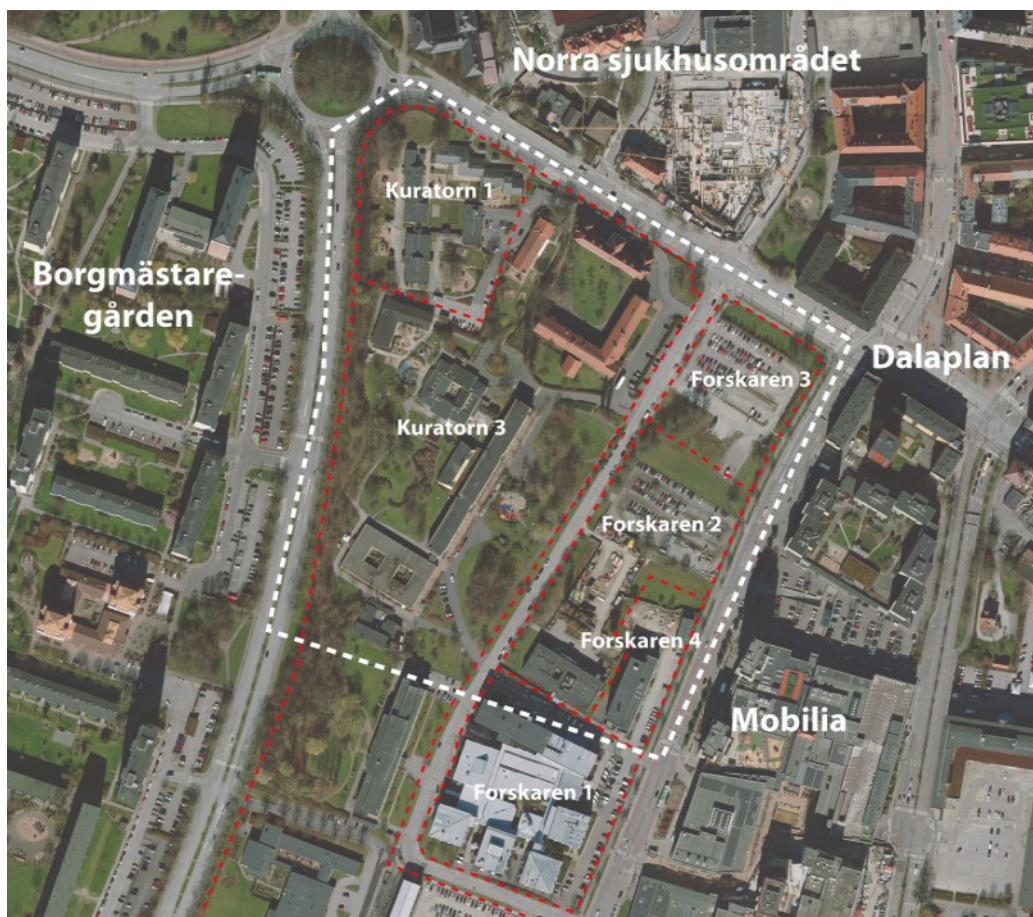 Norra sjukhusområdet
Kuratorn 1
Borgmästare-
gården
Dalaplan
Forskaren 3
Kuratorn 3
Forskaren 2
Forskaren 4
Mobilia
Forskaren 1